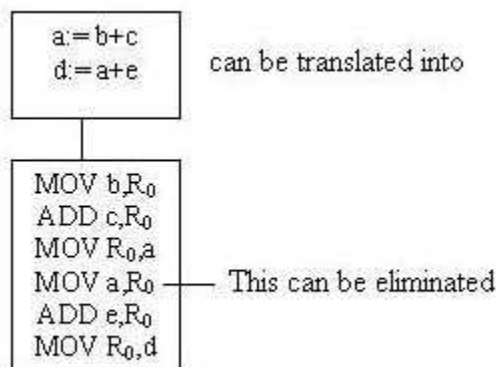 a:= b+c
d:= a+e
can be translated into
MOV b,R₀
ADD c,R₀
MOV R₀,a
MOV a,R₀
This can be eliminated
ADD e,R₀
MOV R₀,d